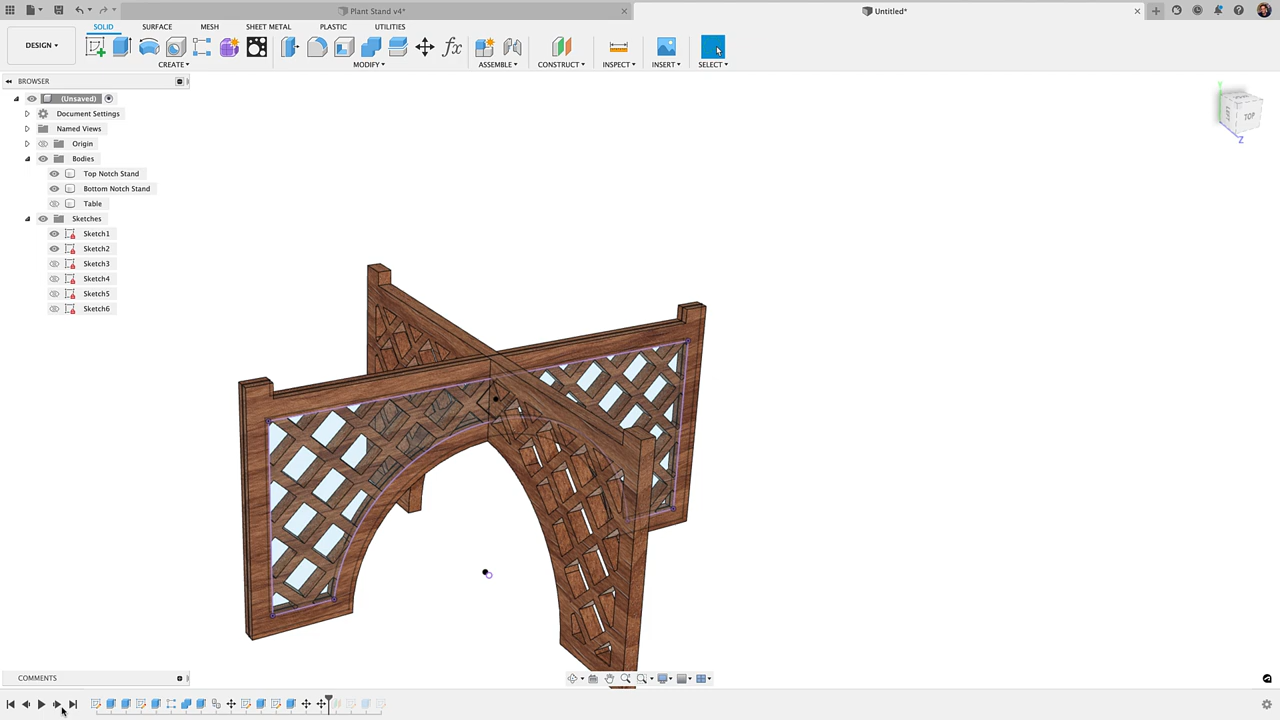 Plant Stand v4*
Untitled*
SOLID SURFACE MESH SHEET METAL PLASTIC UTILITIES
DESIGN
CREATE MODIFY ASSEMBLE CONSTRUCT INSPECT INSERT SELECT
BROWSER
(Unsaved)
Document Settings
Named Views
Origin
Bodies
Top Notch Stand
Bottom Notch Stand
Table
Sketches
Sketch1
Sketch2
Sketch3
Sketch4
Sketch5
Sketch6
TOP
Z
COMMENTS